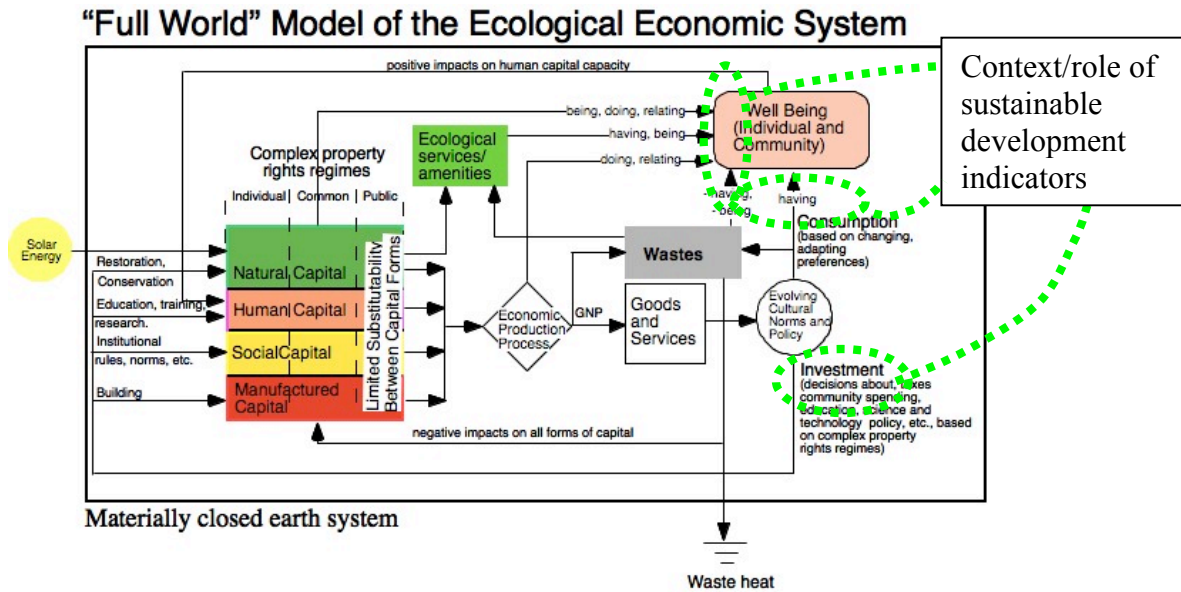 “Full World” Model of the Ecological Economic System
Context/role of
sustainable
development
indicators
positive impacts on human capital capacity
being, doing, relating
having, being
doing, relating
Well Being
(Individual and
Community)
Ecological
services/
amenities
Complex property
rights regimes
Individual
Common
Public
- having,
- being
having
Consumption
(based on changing,
adapting
preferences)
Solar
Energy
Restoration,
Conservation
Education, training,
research.
Institutional
rules, norms, etc.
Building
Natural Capital
Human Capital
SocialCapital
Manufactured
Capital
Limited Substitutability
Between Capital Forms
Economic
Production
Process
GNP
Wastes
Goods
and
Services
Evolving
Cultural
Norms and
Policy
Investment
(decisions about, taxes
community spending,
education, science and
technology policy, etc., based
on complex property
rights regimes)
negative impacts on all forms of capital
Materially closed earth system
Waste heat